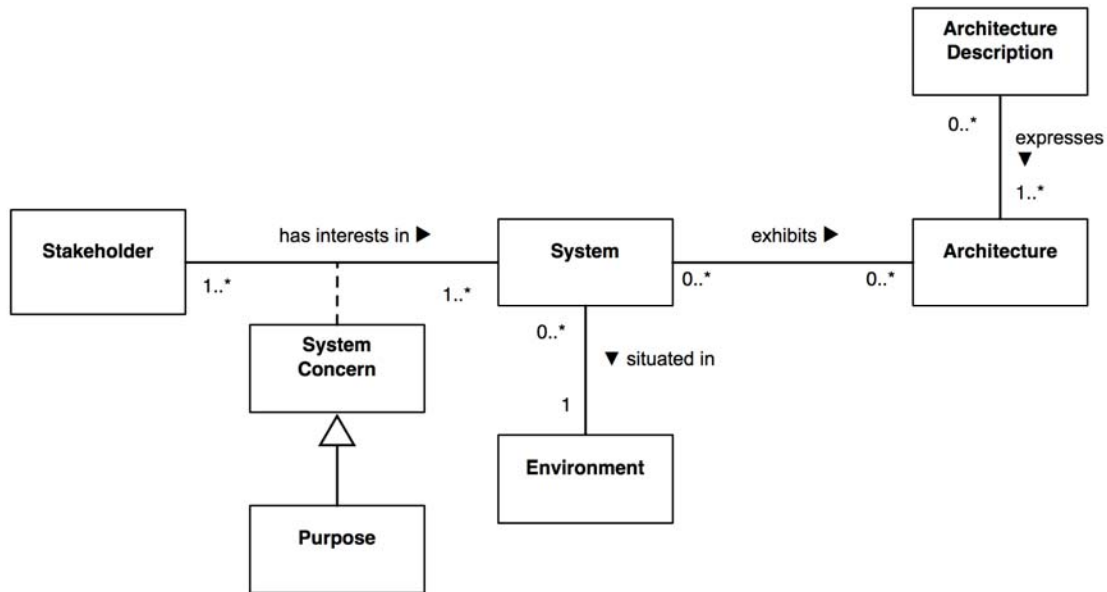 Architecture
Description
0..*
expresses
▼
1..*
Stakeholder
has interests in ►
System
exhibits ►
Architecture
1..*
1..*
0..*
0..*
System
Concern
0..*
▼ situated in
1
Environment
Purpose